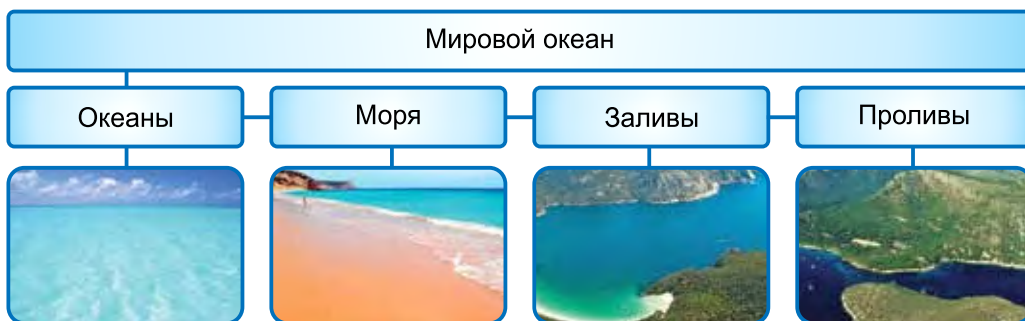 Мировой океан
Океаны
Моря
Заливы
Проливы